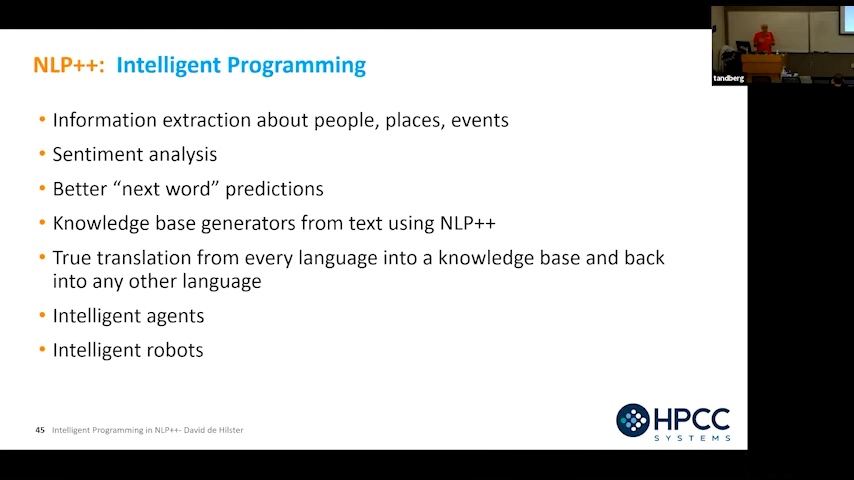 NLP++: Intelligent Programming
tandberg
• Information extraction about people, places, events
• Sentiment analysis
• Better “next word” predictions
• Knowledge base generators from text using NLP++
• True translation from every language into a knowledge base and back
into any other language
• Intelligent agents
• Intelligent robots
45 Intelligent Programming in NLP++- David de Hilster
HPCC
SYSTEMS